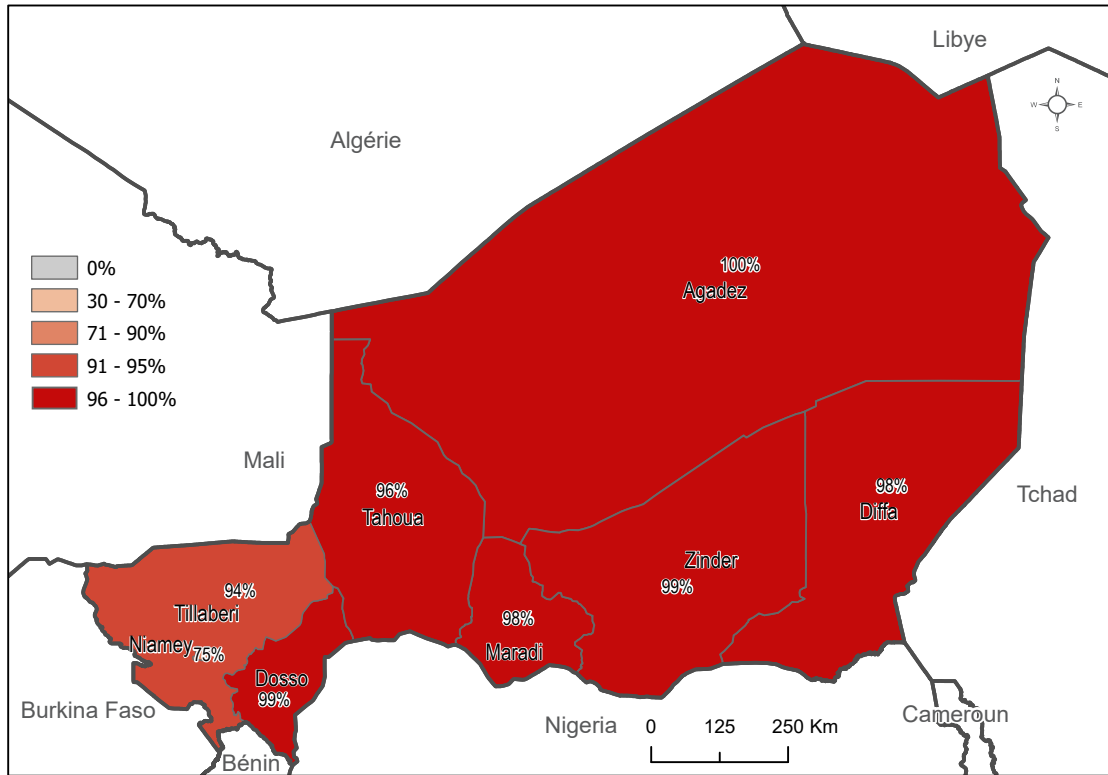 Libye
N
W E
S
Algérie
0%
30 - 70%
71 - 90%
91 - 95%
96 - 100%
100%
Agadez
Mali
96%
Tahoua
98%
Diffa
Tchad
Zinder
99%
94%
Tillaberi
Niamey 75%
98%
Maradi
Dosso
99%
Burkina Faso
Nigeria
0 125 250 Km
Cameroun
Bénin